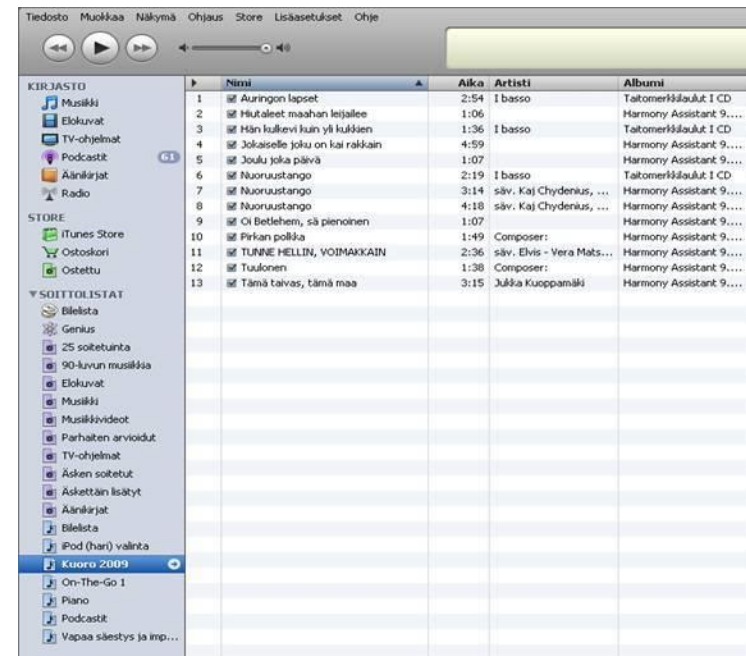 Tiedosto Muokkaa Näkymä Ohjaus Store Lisäasetukset Ohje
KIRJASTO
Musiikki
Elokuvat
TV-ohjelmat
Podcastit 61
Äänikirjat
Radio
STORE
iTunes Store
Ostoskori
Ostettu
SOITTOLISTAT
Bilelista
Genius
25 soitetuinta
90-luvun musiikkia
Elokuvat
Musiikki
Musiikkivideot
Parhaiten arvioidut
TV-ohjelmat
Äsken soitetut
Äskettäin lisätyt
Äänikirjat
Bilelista
iPod (hari) valinta
Kuoro 2009
On-The-Go 1
Piano
Podcastit
Vapaa säestys ja imp...
Nimi Aika Artisti Albumi
1 Auringon lapset 2:54 I basso Taitomerkkilaulut I CD
2 Hiutaleet maahan leijailee 1:06 Harmony Assistant 9....
3 Hän kulkevi kuin yli kukkien 1:36 I basso Taitomerkkilaulut I CD
4 Jokaiselle joku on kai rakkain 4:59 Harmony Assistant 9....
5 Joulu joka päivä 1:07 Harmony Assistant 9....
6 Nuoruustango 2:19 I basso Taitomerkkilaulut I CD
7 Nuoruustango 3:14 säv. Kaj Chydenius, ... Harmony Assistant 9....
8 Nuoruustango 4:18 säv. Kaj Chydenius, ... Harmony Assistant 9....
9 Oi Betlehem, sä pienoinen 1:07 Harmony Assistant 9....
10 Pirkan polkka 1:49 Composer: Harmony Assistant 9....
11 TUNNE HELLIN, VOIMAKKAIN 2:36 säv. Elvis - Vera Mats... Harmony Assistant 9....
12 Tuulonen 1:38 Composer: Harmony Assistant 9....
13 Tämä taivas, tämä maa 3:15 Jukka Kuoppamäki Harmony Assistant 9....